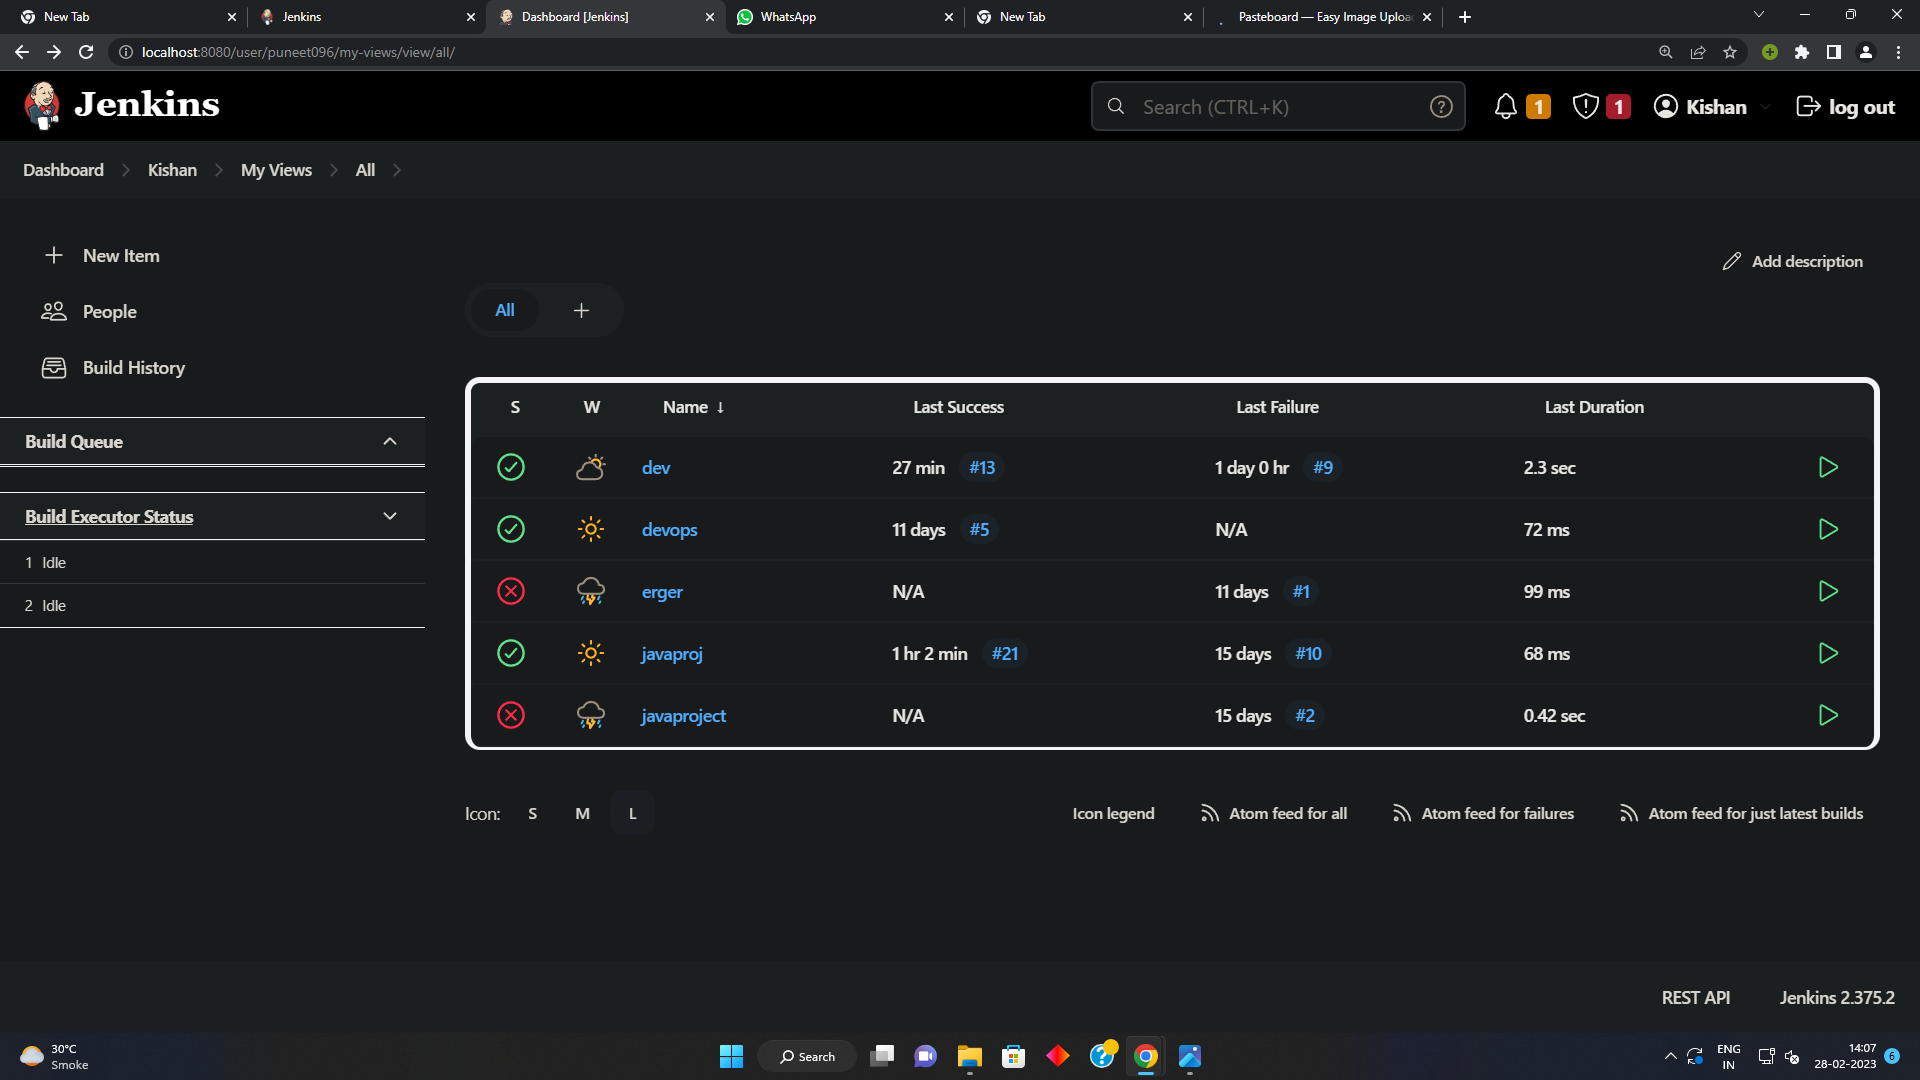 New Tab
Jenkins
Dashboard [Jenkins]
WhatsApp
New Tab
Pasteboard — Easy Image Uploa
localhost:8080/user/puneet096/my-views/view/all/
Jenkins
Search (CTRL+K)
?
1
1
Kishan
log out
Dashboard
Kishan
My Views
All
New Item
People
Build History
Add description
All
Build Queue
Build Executor Status
1 Idle
2 Idle
S W Name ↓ Last Success Last Failure Last Duration
dev 27 min #13 1 day 0 hr #9 2.3 sec
devops 11 days #5 N/A 72 ms
erger N/A 11 days #1 99 ms
javaproj 1 hr 2 min #21 15 days #10 68 ms
javaproject N/A 15 days #2 0.42 sec
Icon: S M L
Icon legend
Atom feed for all
Atom feed for failures
Atom feed for just latest builds
REST API
Jenkins 2.375.2
30°C
Smoke
Search
ENG
IN
14:07
28-02-2023
6